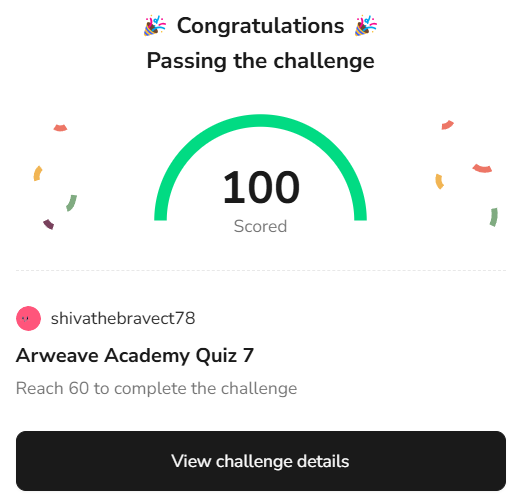 🎉 Congratulations 🎉
Passing the challenge
100
Scored
shivathebravect78
Arweave Academy Quiz 7
Reach 60 to complete the challenge
View challenge details